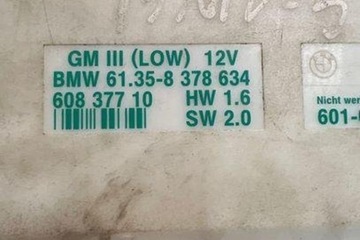 GM III (LOW) 12V
BMW 61.35-8 378 634
608 377 10 HW 1.6
SW 2.0
Nicht wer
601-